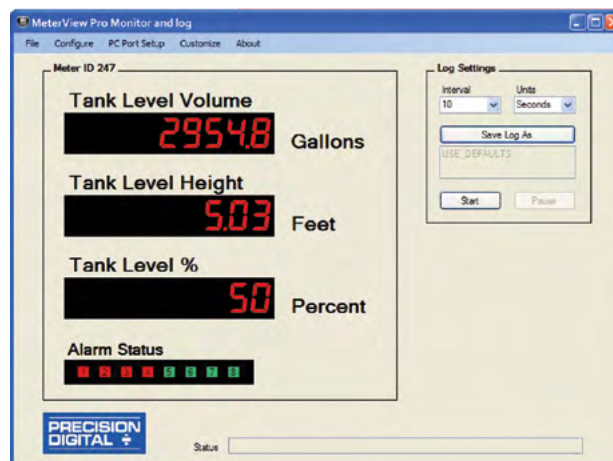 MeterView Pro Monitor and log
File Configure PC Port Setup Customize About
Meter ID 247
Tank Level Volume
2954.8 Gallons
Tank Level Height
5.03 Feet
Tank Level %
50 Percent
Alarm Status
1 2 3 4 5 6 7 8
Log Settings
Interval Units
10 Seconds
Save Log As
USE_DEFAULTS
Start Pause
PRECISION
DIGITAL
Status